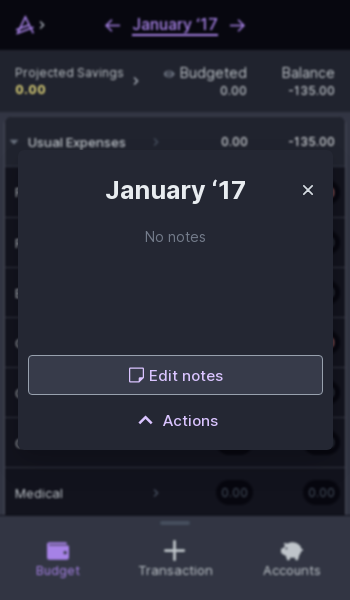 January ‘17
Projected Savings
0.00
Budgeted
0.00
Balance
-135.00
Usual Expenses
0.00
-135.00
January ‘17
No notes
Edit notes
Actions
Medical
0.00
0.00
Budget
Transaction
Accounts